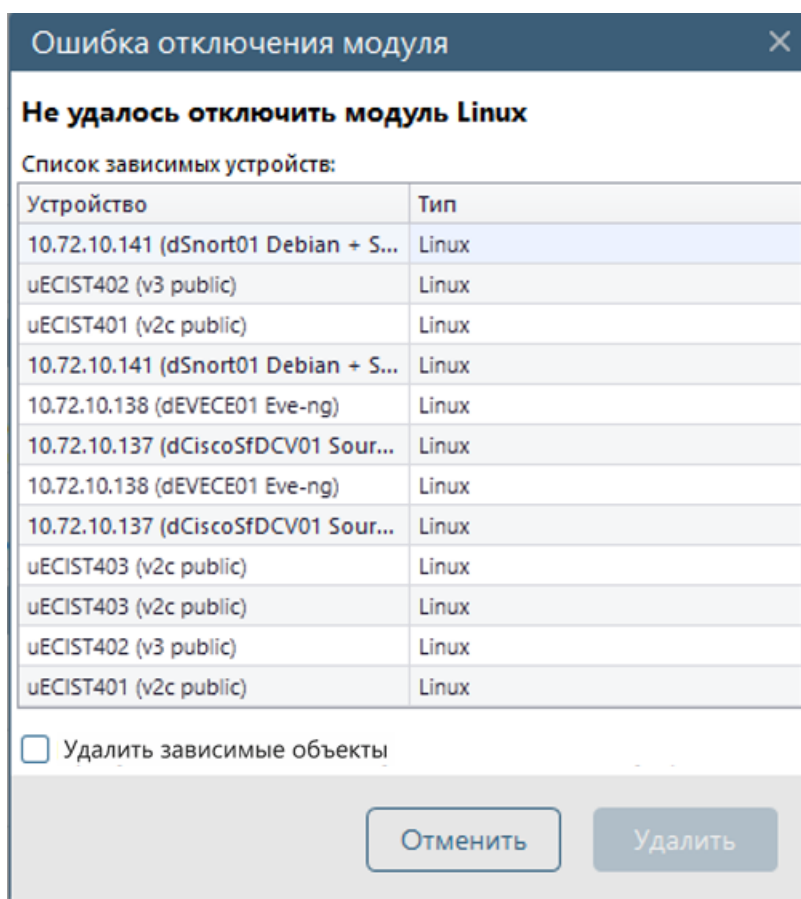 Ошибка отключения модуля
Не удалось отключить модуль Linux
Список зависимых устройств:
Устройство Тип
10.72.10.141 (dSnort01 Debian + S... Linux
uECIST402 (v3 public) Linux
uECIST401 (v2c public) Linux
10.72.10.141 (dSnort01 Debian + S... Linux
10.72.10.138 (dEVECE01 Eve-ng) Linux
10.72.10.137 (dCiscoSfDCV01 Sour... Linux
10.72.10.138 (dEVECE01 Eve-ng) Linux
10.72.10.137 (dCiscoSfDCV01 Sour... Linux
uECIST403 (v2c public) Linux
uECIST403 (v2c public) Linux
uECIST402 (v3 public) Linux
uECIST401 (v2c public) Linux
Удалить зависимые объекты
Отменить Удалить